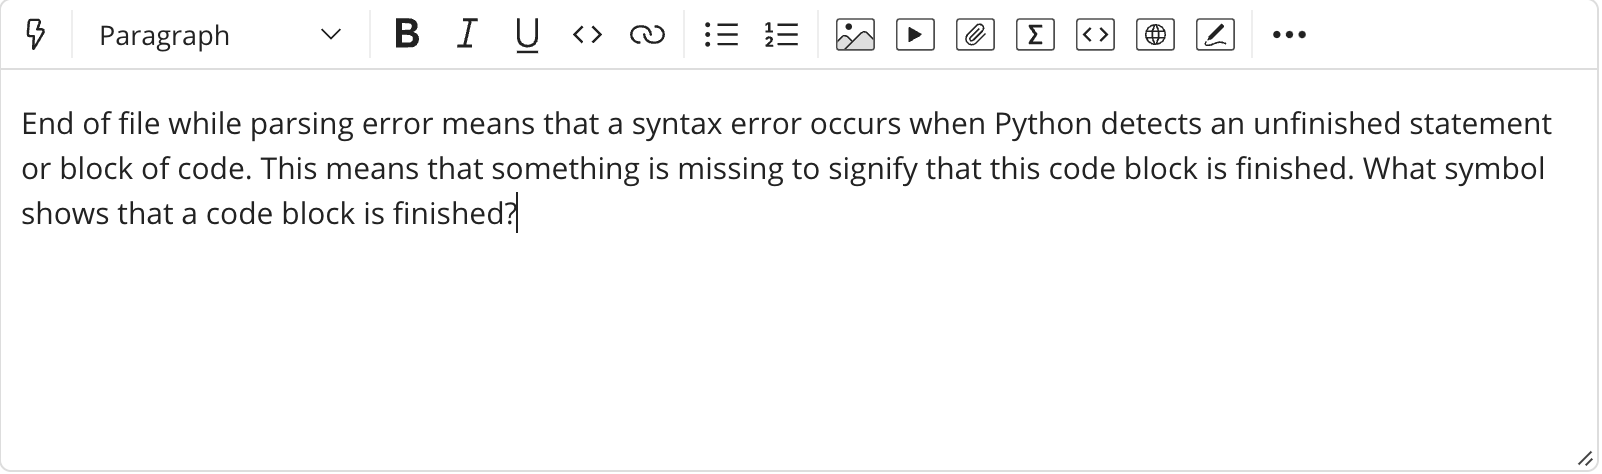 Paragraph B I U
End of file while parsing error means that a syntax error occurs when Python detects an unfinished statement
or block of code. This means that something is missing to signify that this code block is finished. What symbol
shows that a code block is finished?